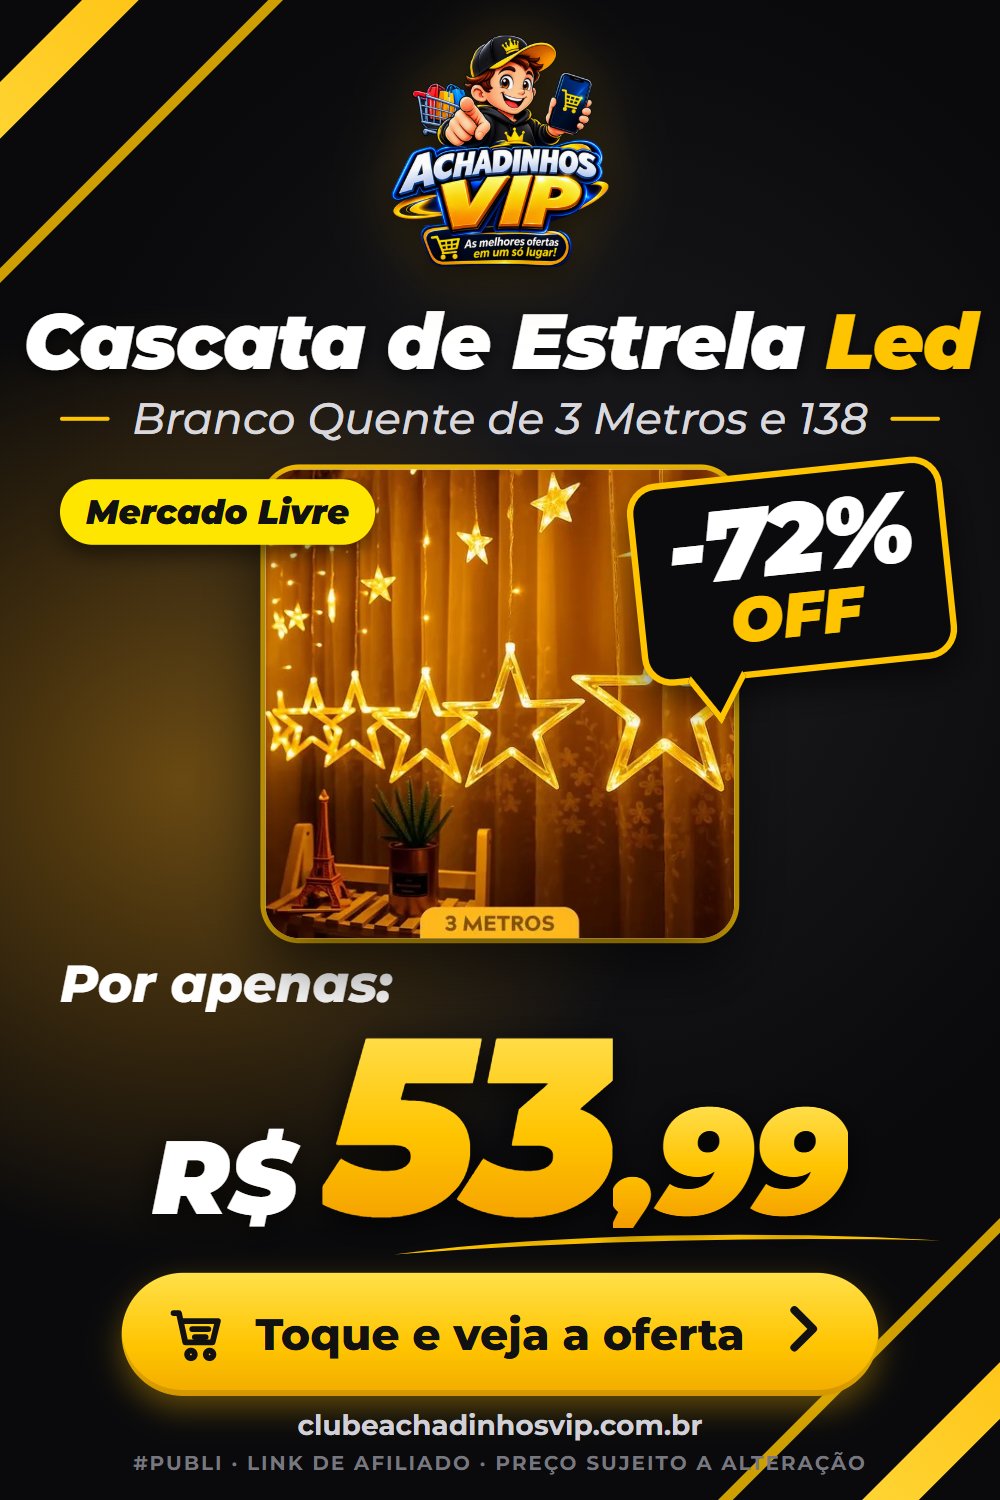 ACHADINHOS
VIP
As melhores ofertas
em um só lugar!
Cascata de Estrela Led
Branco Quente de 3 Metros e 138
Mercado Livre
-72%
OFF
3 METROS
Por apenas:
R$ 53,99
Toque e veja a oferta
clubeachadinhosvip.com.br
#PUBLI · LINK DE AFILIADO · PREÇO SUJEITO A ALTERAÇÃO